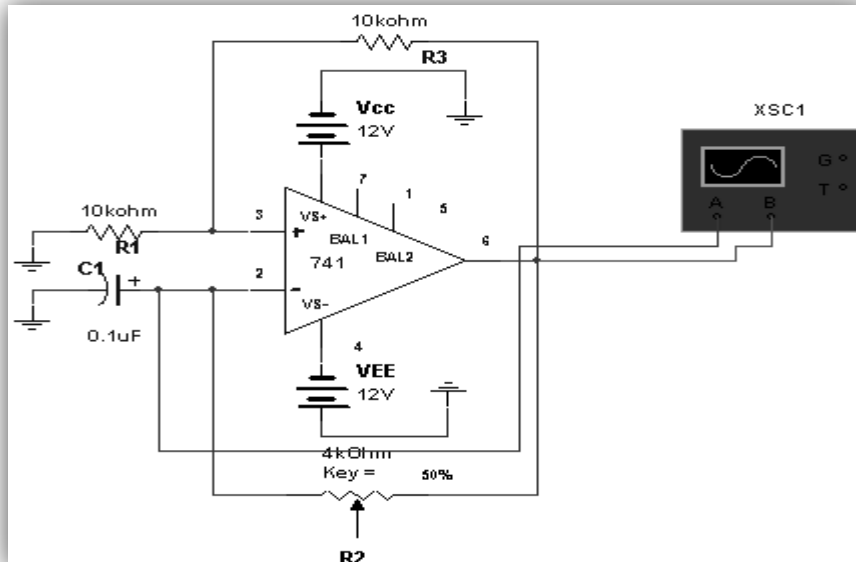 10kohm
R3
Vcc
12V
XSC1
G
T
A
B
7
1
5
10kohm
3
VS+
+
BAL1
BAL2
6
R1
741
C1
+
2
-
VS-
0.1uF
4
VEE
12V
4kOhm
Key = 50%
R2